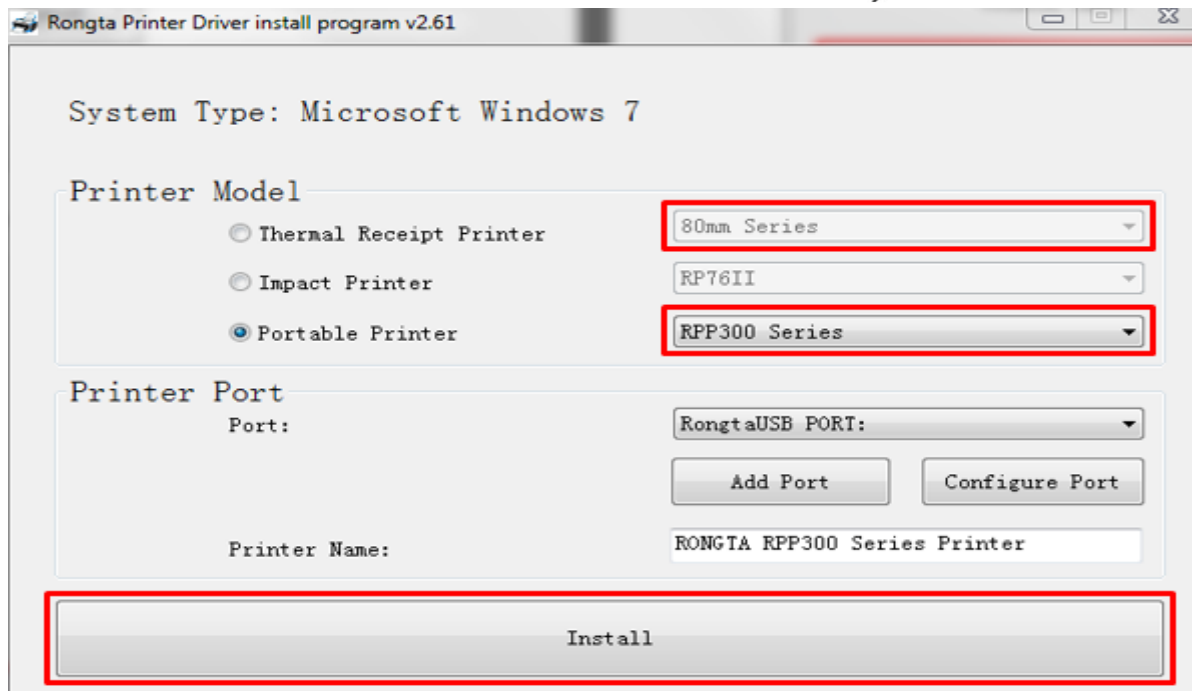 Rongta Printer Driver install program v2.61
System Type: Microsoft Windows 7
Printer Model
Thermal Receipt Printer 80mm Series
Impact Printer RP76II
Portable Printer RPP300 Series
Printer Port
Port: RongtaUSB PORT:
Add Port Configure Port
Printer Name: RONGTA RPP300 Series Printer
Install